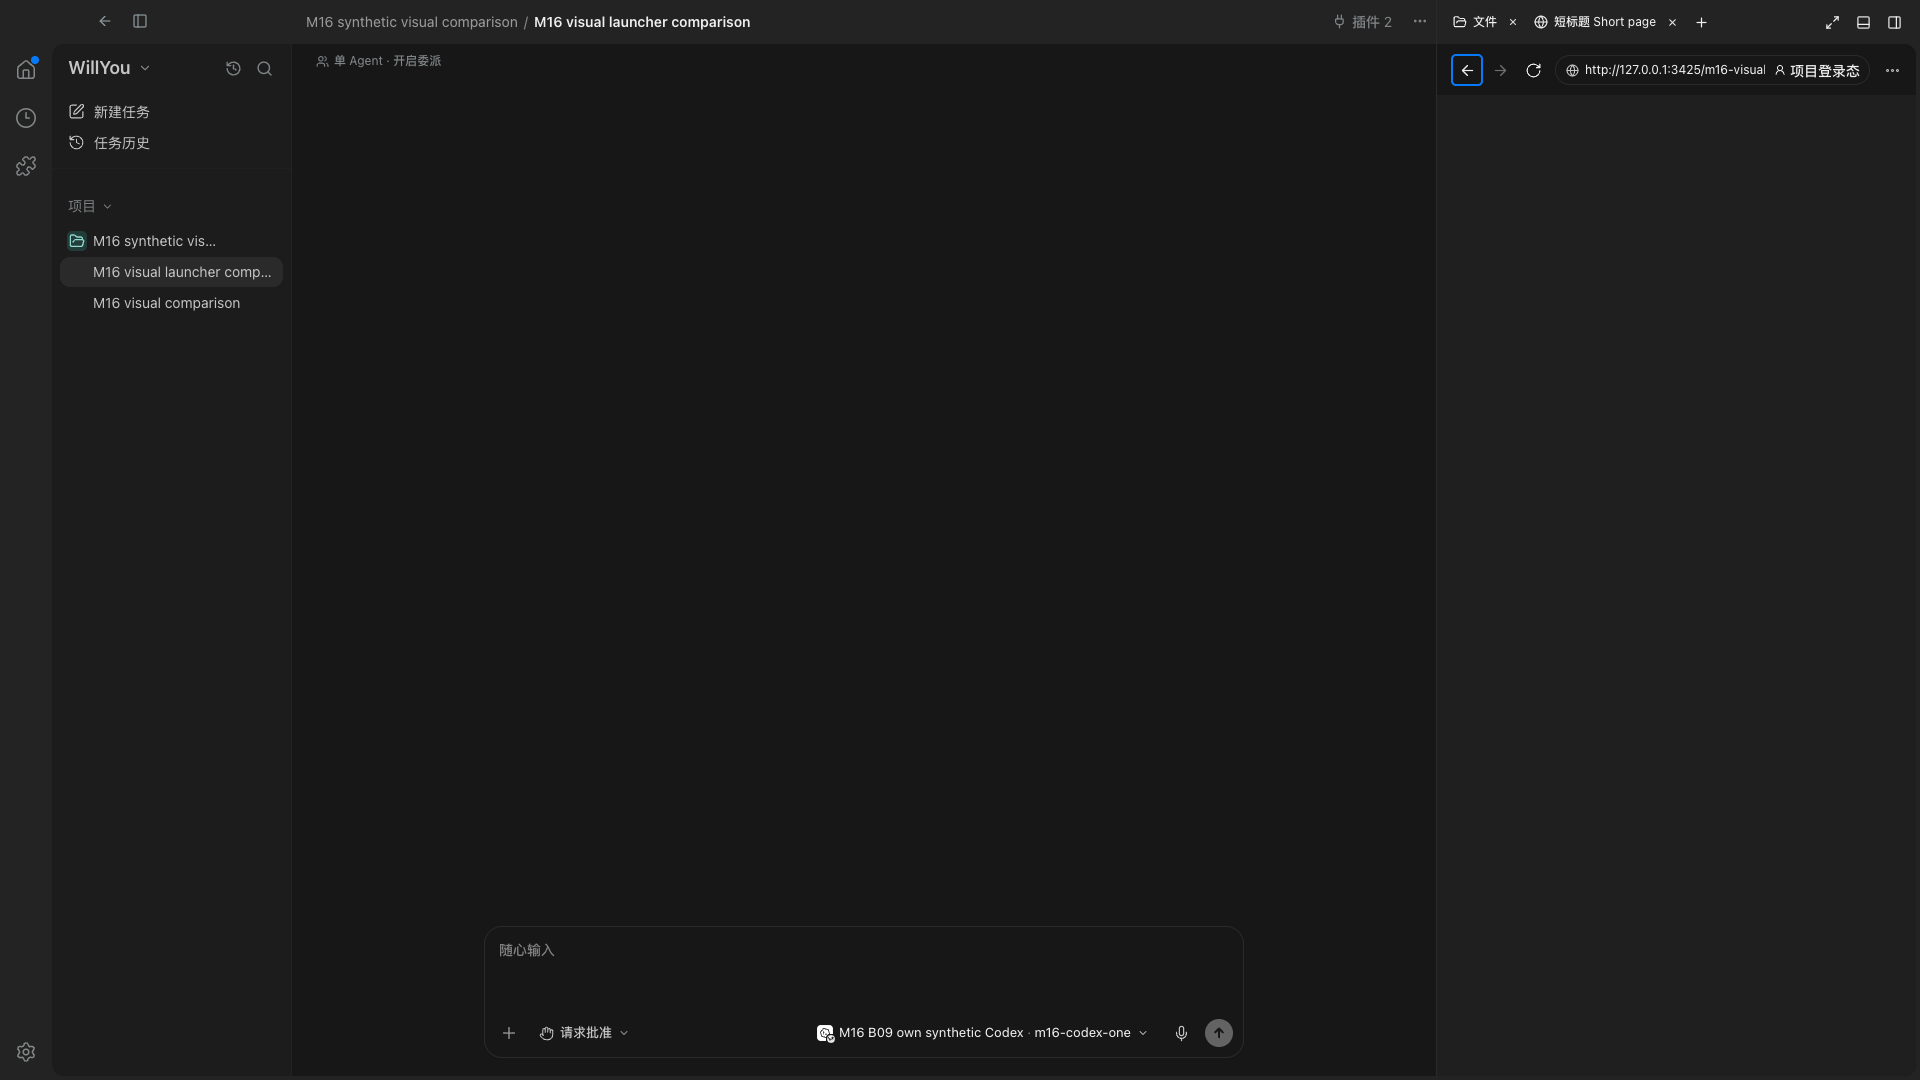 M16 synthetic visual comparison / M16 visual launcher comparison
插件 2
文件
短标题 Short page
WillYou
单 Agent · 开启委派
http://127.0.0.1:3425/m16-visual
项目登录态
新建任务
任务历史
项目
M16 synthetic vis...
M16 visual launcher comp...
M16 visual comparison
随心输入
请求批准
M16 B09 own synthetic Codex · m16-codex-one